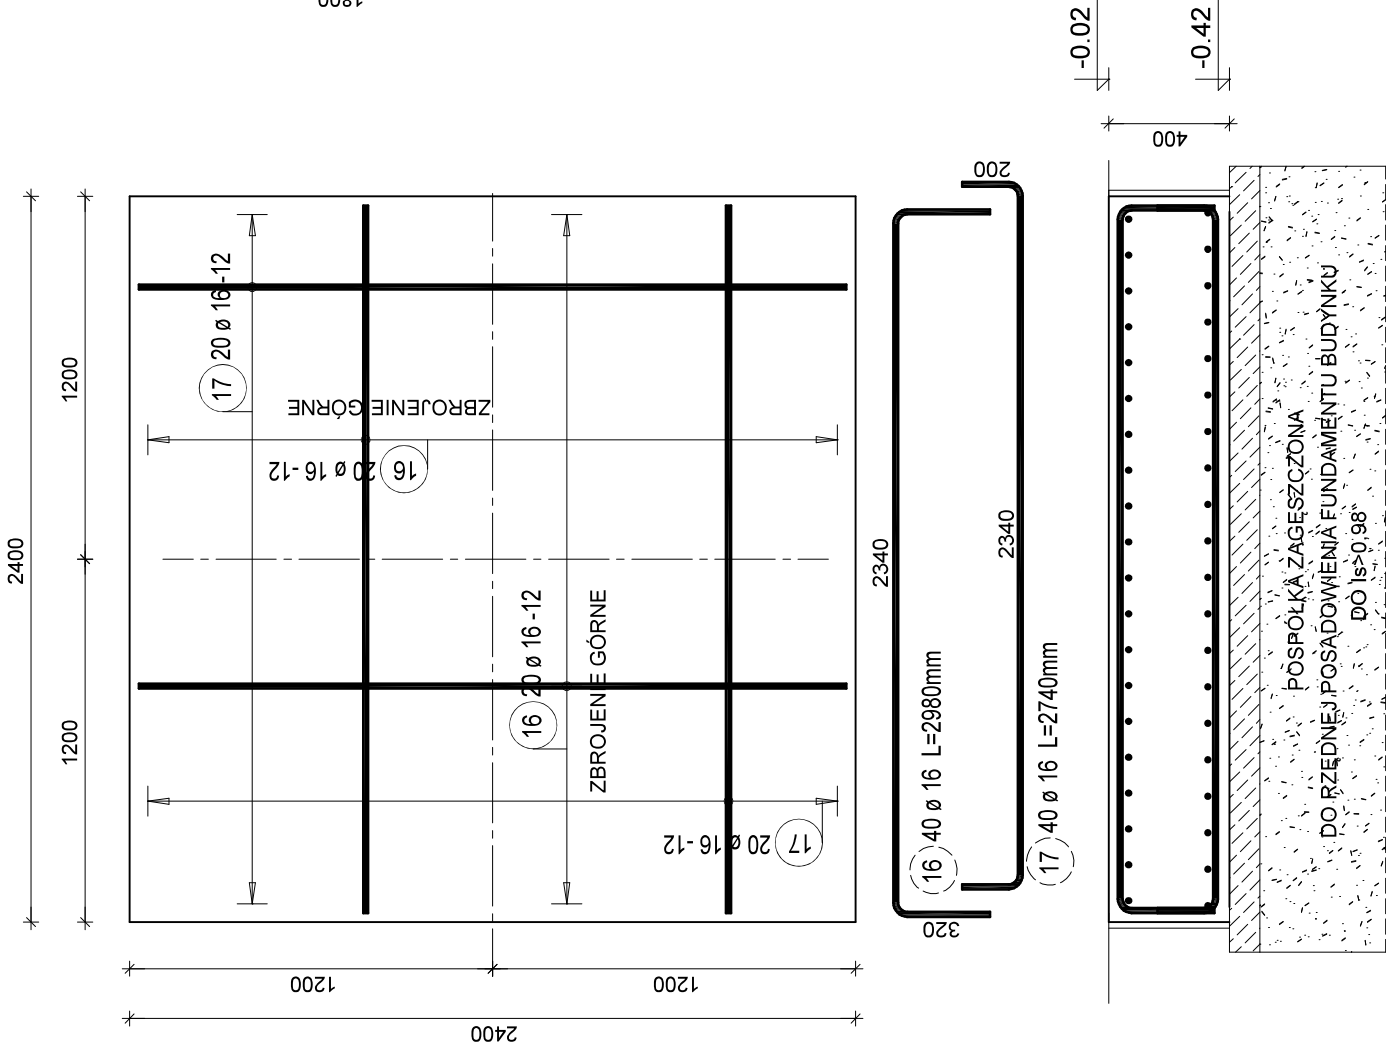 1800
2400
1200
1200
17 20 ø 16 -12
ZBROJENIE GÓRNE
16 20 ø 16 -12
16 20 ø 16 -12
ZBROJENIE GÓRNE
17 20 ø 16 -12
1200
1200
2400
200
2340
2340
320
16 40 ø 16 L=2980mm
17 40 ø 16 L=2740mm
-0.02
-0.42
400
POSPÓŁKA ZAGĘSZCZONA
DO RZĘDNEJ POSADOWIENIA FUNDAMENTU BUDYNKU
DO Is>0,98